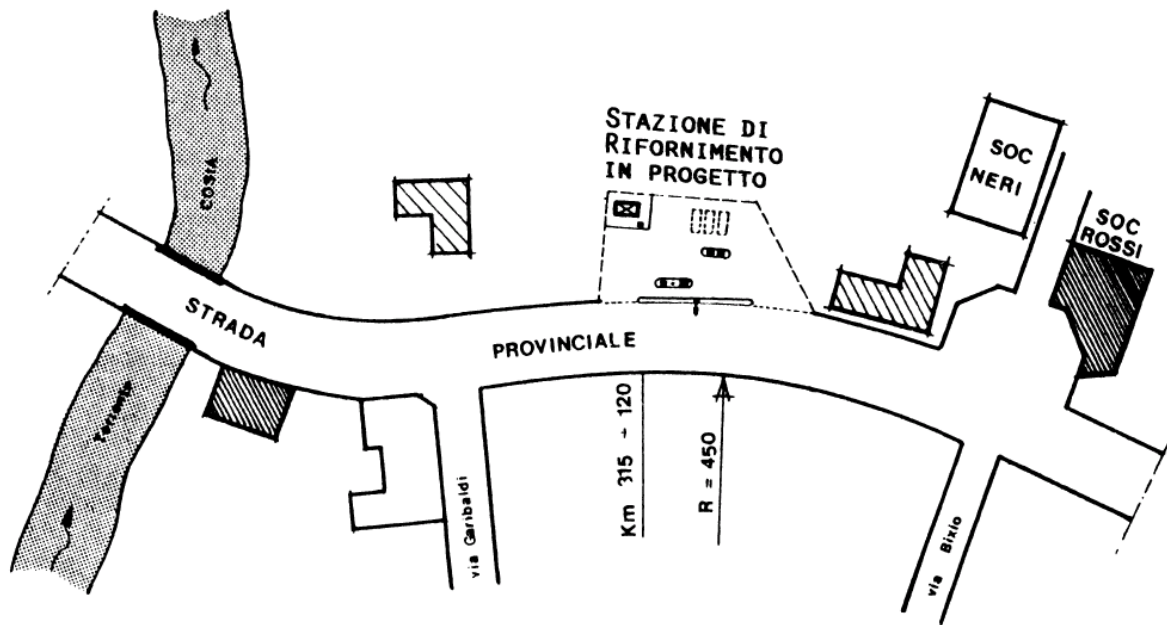 STAZIONE DI
RIFORNIMENTO
IN PROGETTO
SOC
NERI
SOC
ROSSI
COSIA
STRADA
PROVINCIALE
Torrente
via Garibaldi
Km 315 + 120
R = 450
via Bixio